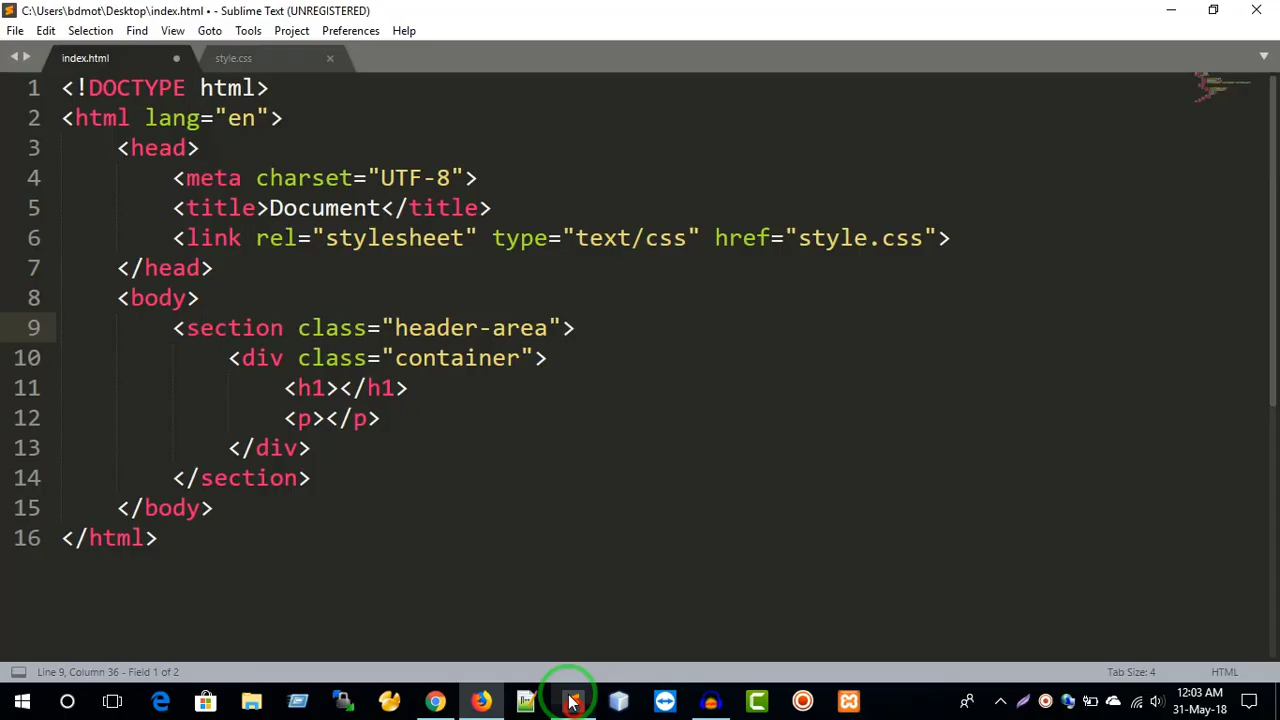 C:\Users\bdmot\Desktop\index.html • - Sublime Text (UNREGISTERED)
File Edit Selection Find View Goto Tools Project Preferences Help
index.html style.css
1 <!DOCTYPE html>
2 <html lang="en">
3 <head>
4 <meta charset="UTF-8">
5 <title>Document</title>
6 <link rel="stylesheet" type="text/css" href="style.css">
7 </head>
8 <body>
9 <section class="header-area">
10 <div class="container">
11 <h1></h1>
12 <p></p>
13 </div>
14 </section>
15 </body>
16 </html>
Line 9, Column 36 - Field 1 of 2 Tab Size: 4 HTML
12:03 AM
31-May-18